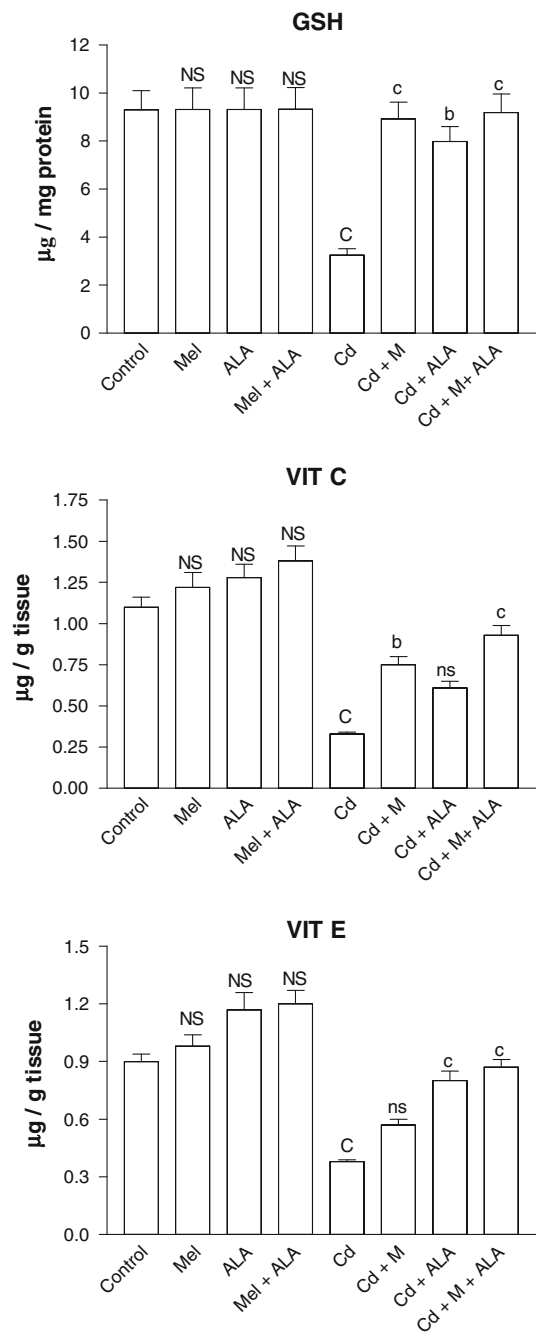 GSH
12
10
8
6
4
2
0
µg / mg protein
NS
NS
NS
C
c
b
c
Control
Mel
ALA
Mel + ALA
Cd
Cd + M
Cd + ALA
Cd + M+ ALA
VIT C
1.75
1.50
1.25
1.00
0.75
0.50
0.25
0.00
µg / g tissue
NS
NS
NS
C
b
ns
c
Control
Mel
ALA
Mel + ALA
Cd
Cd + M
Cd + ALA
Cd + M+ ALA
VIT E
1.5
1.2
0.9
0.6
0.3
0.0
µg / g tissue
NS
NS
NS
C
ns
c
c
Control
Mel
ALA
Mel + ALA
Cd
Cd + M
Cd + ALA
Cd + M + ALA